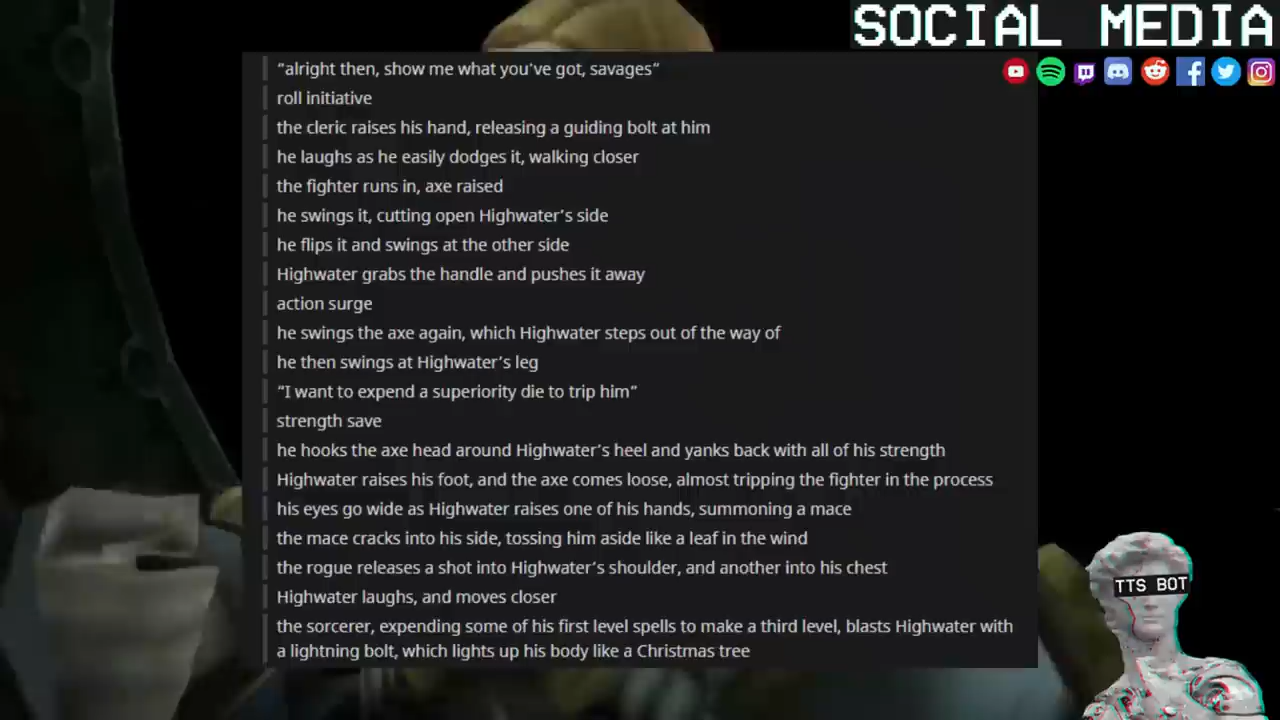 SOCIAL MEDIA
“alright then, show me what you've got, savages”
roll initiative
the cleric raises his hand, releasing a guiding bolt at him
he laughs as he easily dodges it, walking closer
the fighter runs in, axe raised
he swings it, cutting open Highwater’s side
he flips it and swings at the other side
Highwater grabs the handle and pushes it away
action surge
he swings the axe again, which Highwater steps out of the way of
he then swings at Highwater’s leg
“I want to expend a superiority die to trip him”
strength save
he hooks the axe head around Highwater’s heel and yanks back with all of his strength
Highwater raises his foot, and the axe comes loose, almost tripping the fighter in the process
his eyes go wide as Highwater raises one of his hands, summoning a mace
the mace cracks into his side, tossing him aside like a leaf in the wind
the rogue releases a shot into Highwater’s shoulder, and another into his chest
Highwater laughs, and moves closer
the sorcerer, expending some of his first level spells to make a third level, blasts Highwater with
a lightning bolt, which lights up his body like a Christmas tree
TTS BOT